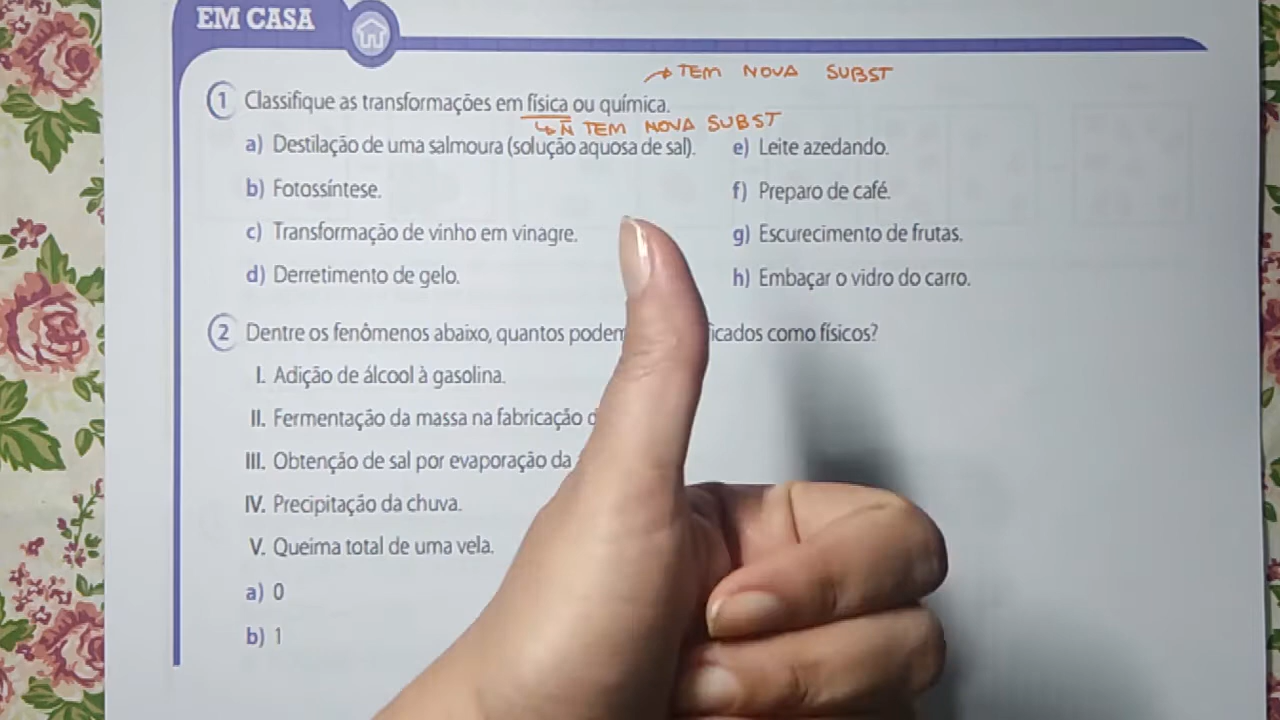 EM CASA
→ TEM NOVA SUBST
1 Classifique as transformações em física ou química.
↳ Ñ TEM NOVA SUBST
a) Destilação de uma salmoura (solução aquosa de sal).
e) Leite azedando.
b) Fotossíntese.
f) Preparo de café.
c) Transformação de vinho em vinagre.
g) Escurecimento de frutas.
d) Derretimento de gelo.
h) Embaçar o vidro do carro.
2 Dentre os fenômenos abaixo, quantos como físicos?
I. Adição de álcool à gasolina.
II. Fermentação da massa na fabricação
III. Obtenção de sal por evaporação da
IV. Precipitação da chuva.
V. Queima total de uma vela.
a) 0
b) 1